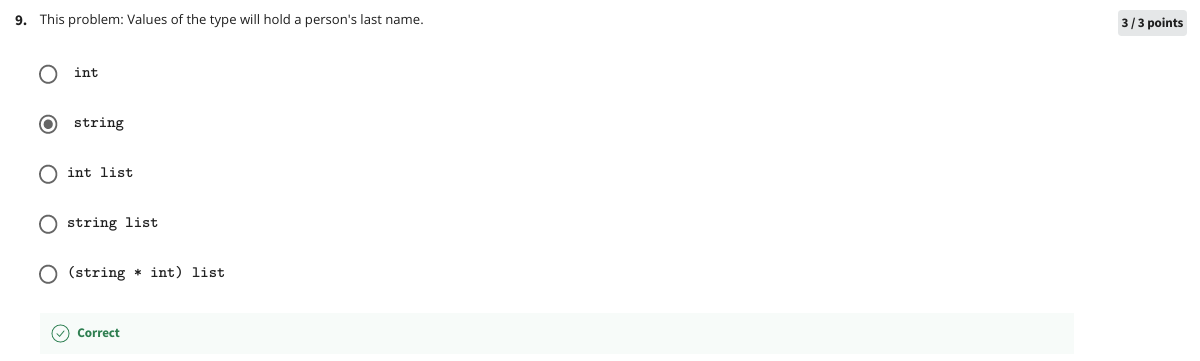 9. This problem: Values of the type will hold a person's last name.
3 / 3 points
int
string
int list
string list
(string * int) list
Correct